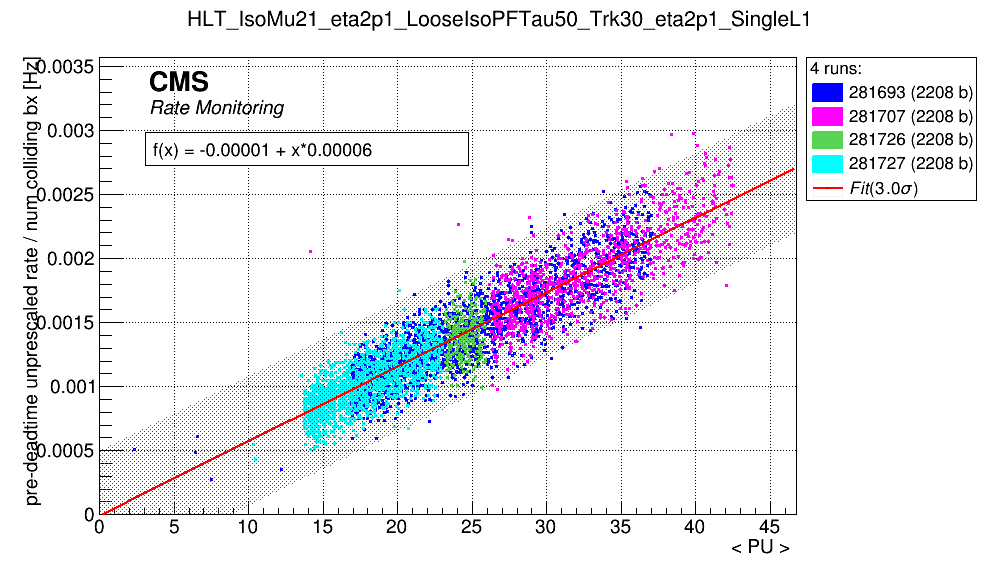 HLT_IsoMu21_eta2p1_LooseIsoPFTau50_Trk30_eta2p1_SingleL1
pre-deadtime unprescaled rate / num_colliding bx [Hz]
0.0035
0.003
0.0025
0.002
0.0015
0.001
0.0005
0
CMS
Rate Monitoring
f(x) = -0.00001 + x*0.00006
0 5 10 15 20 25 30 35 40 45
< PU >
4 runs:
281693 (2208 b)
281707 (2208 b)
281726 (2208 b)
281727 (2208 b)
Fit(3.0σ)